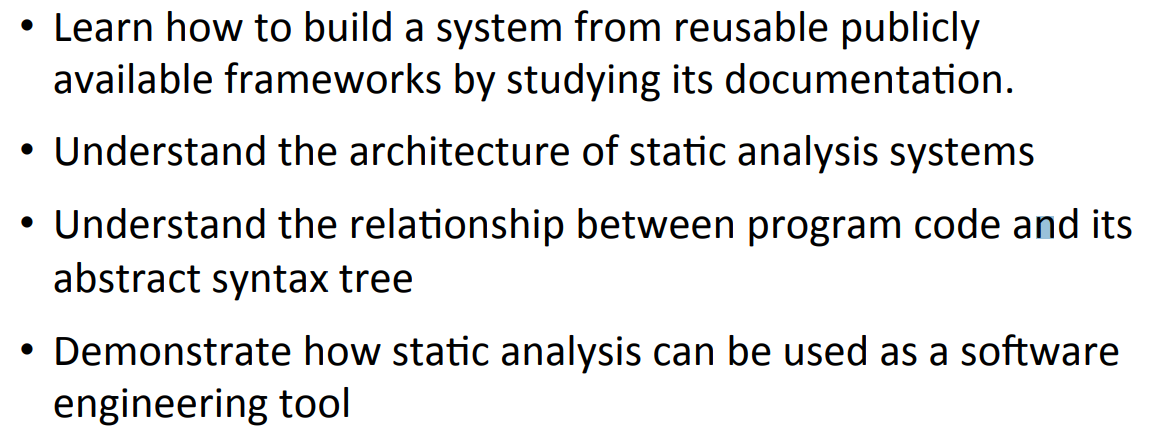 • Learn how to build a system from reusable publicly
available frameworks by studying its documentation.
• Understand the architecture of static analysis systems
• Understand the relationship between program code and its
abstract syntax tree
• Demonstrate how static analysis can be used as a software
engineering tool